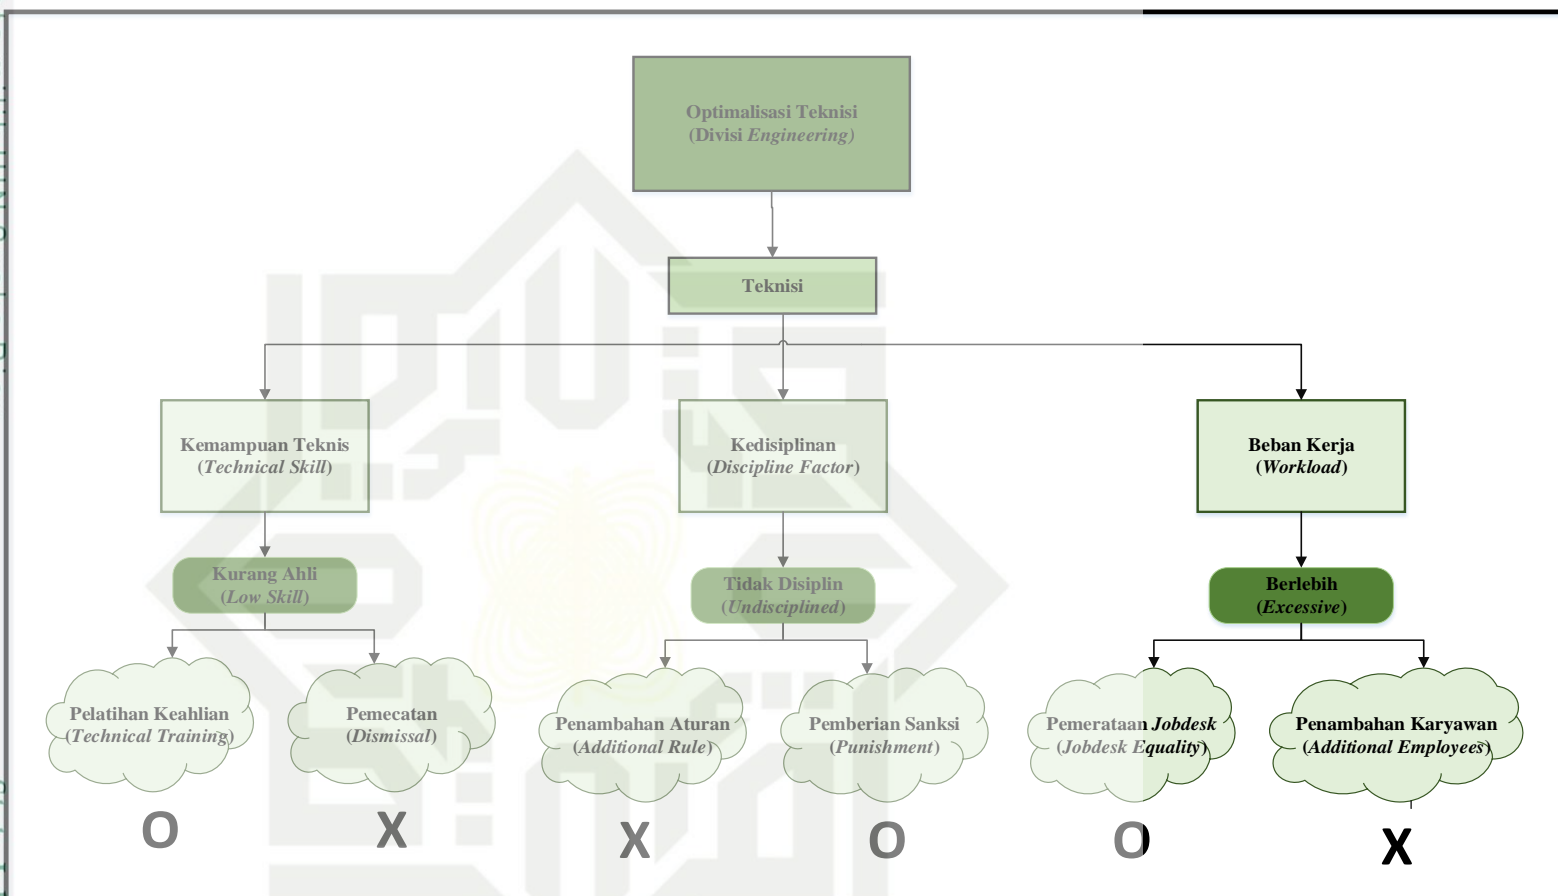 Optimalisasi Teknisi
(Divisi Engineering)
Teknisi
Kemampuan Teknis
(Technical Skill)
Kedisiplinan
(Discipline Factor)
Beban Kerja
(Workload)
Kurang Ahli
(Low Skill)
Tidak Disiplin
(Undisciplined)
Berlebih
(Excessive)
Pelatihan Keahlian
(Technical Training)
Pemecatan
(Dismissal)
Penambahan Aturan
(Additional Rule)
Pemberian Sanksi
(Punishment)
Pemerataan Jobdesk
(Jobdesk Equality)
Penambahan Karyawan
(Additional Employees)
O
X
X
O
O
X